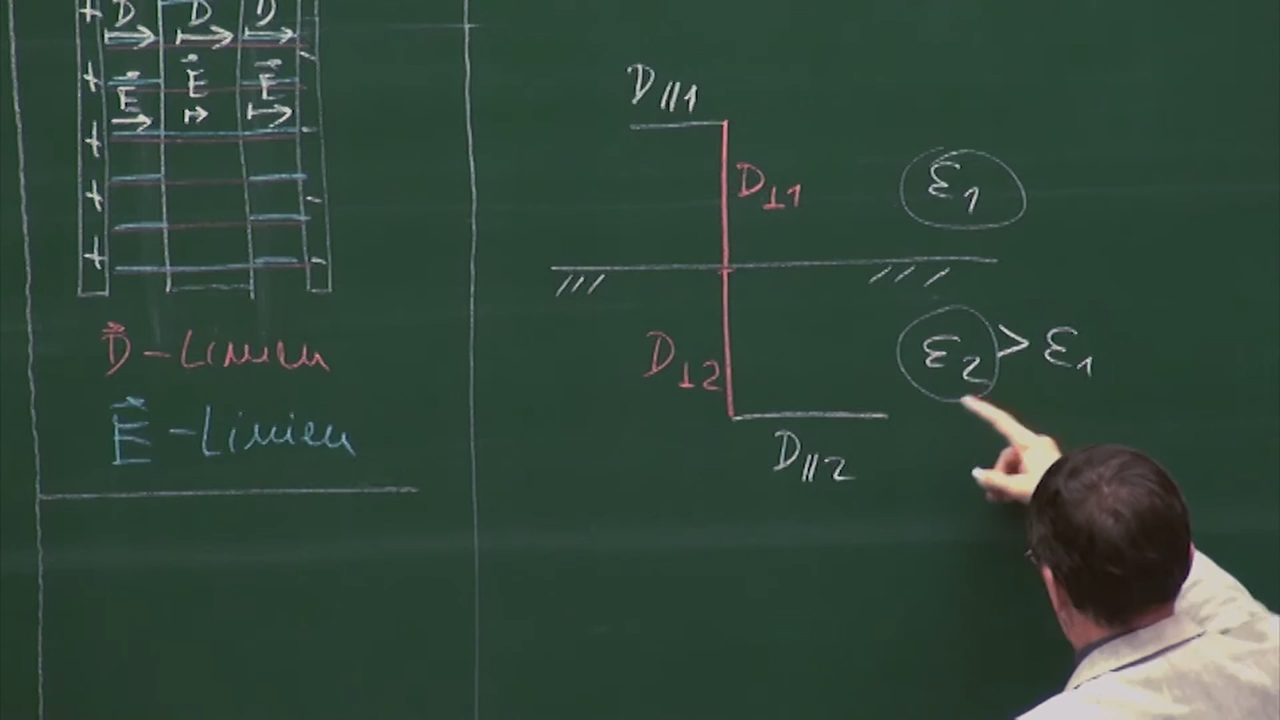 + D D D
+ E⃗ E⃗ E⃗
+
+
+
D⃗-Linien
E⃗-Linien
D∥1
D⊥1
ε₁
D⊥2
ε₂ > ε₁
D∥2